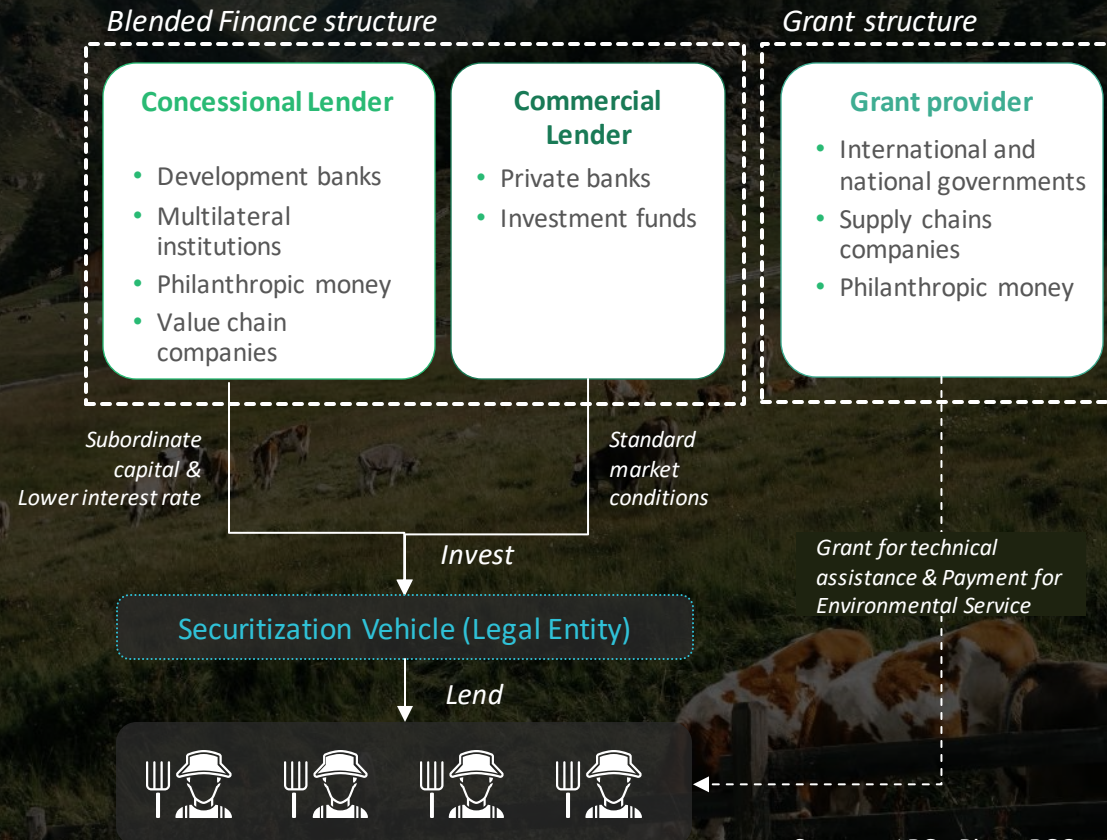 Blended Finance structure
Grant structure
Concessional Lender
• Development banks
• Multilateral
institutions
• Philanthropic money
• Value chain
companies
Commercial
Lender
• Private banks
• Investment funds
Grant provider
• International and
national governments
• Supply chains
companies
• Philanthropic money
Subordinate
capital &
Lower interest rate
Standard
market
conditions
Invest
Grant for technical
assistance & Payment for
Environmental Service
Securitization Vehicle (Legal Entity)
Lend